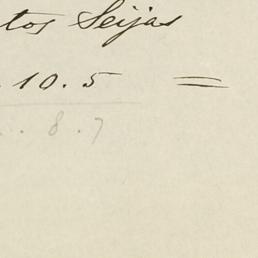 tos Seijas
. 10. 5 =
. 8. 7